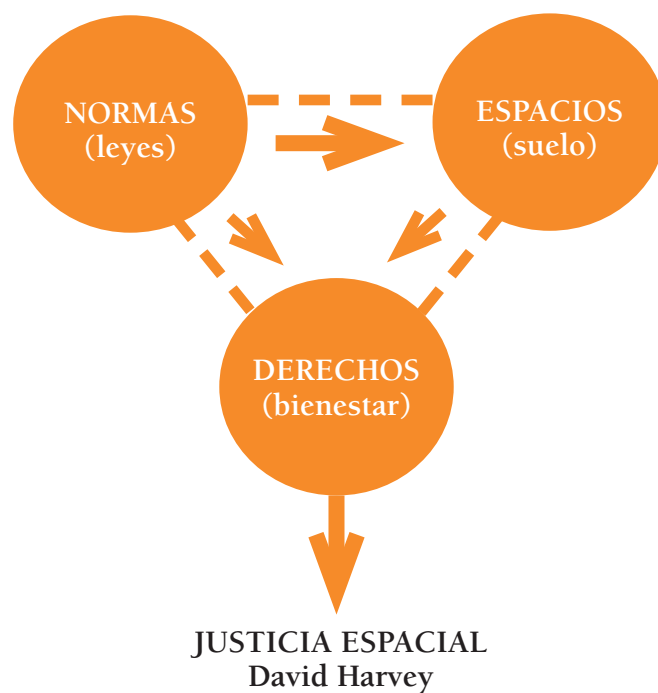 NORMAS
(leyes)
ESPACIOS
(suelo)
DERECHOS
(bienestar)
JUSTICIA ESPACIAL
David Harvey